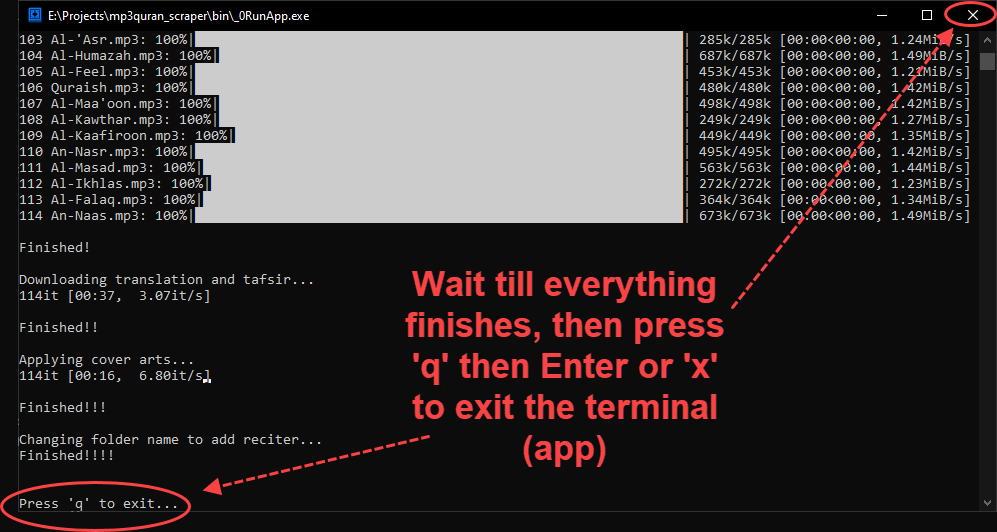 E:\Projects\mp3quran_scraper\bin\_0RunApp.exe
103 Al-'Asr.mp3: 100%| | 285k/285k [00:00<00:00, 1.24MiB/s]
104 Al-Humazah.mp3: 100%| | 687k/687k [00:00<00:00, 1.49MiB/s]
105 Al-Feel.mp3: 100%| | 453k/453k [00:00<00:00, 1.21MiB/s]
106 Quraish.mp3: 100%| | 480k/480k [00:00<00:00, 1.42MiB/s]
107 Al-Maa'oon.mp3: 100%| | 498k/498k [00:00<00:00, 1.42MiB/s]
108 Al-Kawthar.mp3: 100%| | 249k/249k [00:00<00:00, 1.27MiB/s]
109 Al-Kaafiroon.mp3: 100%| | 449k/449k [00:00<00:00, 1.35MiB/s]
110 An-Nasr.mp3: 100%| | 495k/495k [00:00<00:00, 1.42MiB/s]
111 Al-Masad.mp3: 100%| | 563k/563k [00:00<00:00, 1.44MiB/s]
112 Al-Ikhlas.mp3: 100%| | 272k/272k [00:00<00:00, 1.23MiB/s]
113 Al-Falaq.mp3: 100%| | 364k/364k [00:00<00:00, 1.34MiB/s]
114 An-Naas.mp3: 100%| | 673k/673k [00:00<00:00, 1.49MiB/s]
Finished!
Downloading translation and tafsir...
114it [00:37, 3.07it/s]
Finished!!
Applying cover arts...
114it [00:16, 6.80it/s]
Finished!!!
Changing folder name to add reciter...
Finished!!!!
Press 'q' to exit...
Wait till everything
finishes, then press
'q' then Enter or 'x'
to exit the terminal
(app)